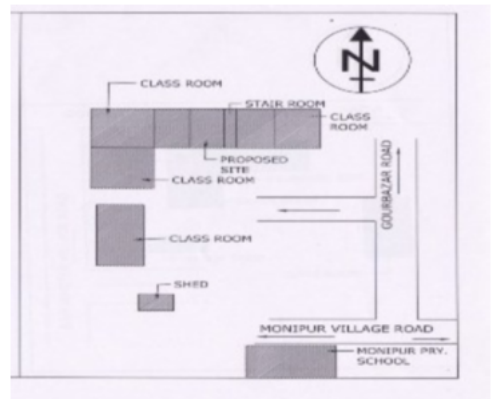 N
CLASS ROOM
STAIR ROOM
CLASS
ROOM
PROPOSED
SITE
CLASS ROOM
GOURBAZAR ROAD
CLASS ROOM
SHED
MONIPUR VILLAGE ROAD
MONIPUR PRY.
SCHOOL